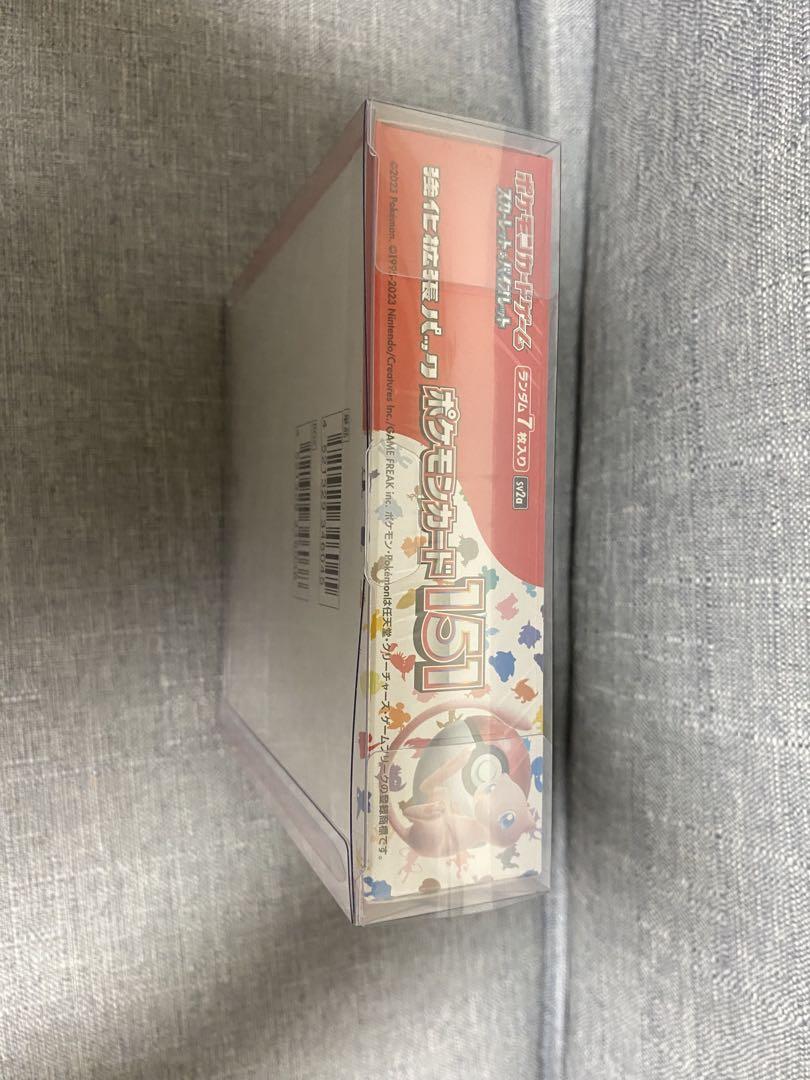 ポケモンカードゲーム
スカーレット&バイオレット
ランダム7枚入り
sv2a
強化拡張パック
ポケモンカード151
©2023 Pokémon. ©1995-2023 Nintendo/Creatures Inc./GAME FREAK inc. ポケモン・Pokémonは任天堂・クリーチャーズ・ゲームフリークの登録商標です。